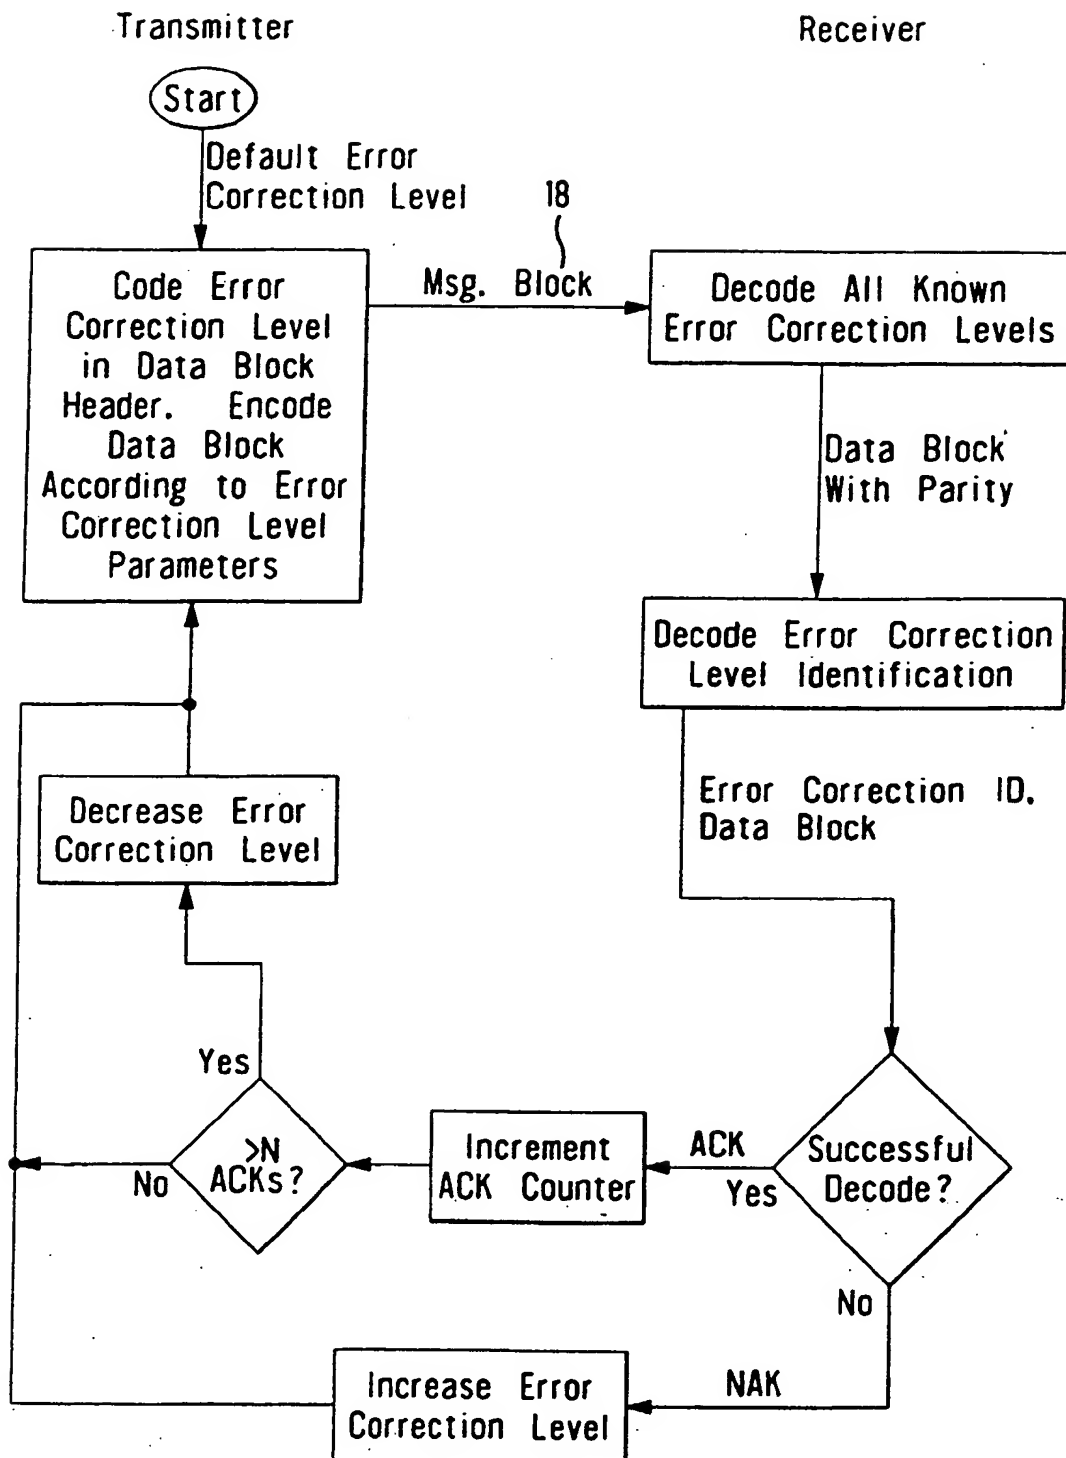 Transmitter
Receiver
Start
Default Error
Correction Level
18
Code Error
Correction Level
in Data Block
Header. Encode
Data Block
According to Error
Correction Level
Parameters
Msg. Block
Decode All Known
Error Correction Levels
Data Block
With Parity
Decode Error Correction
Level Identification
Error Correction ID.
Data Block
Decrease Error
Correction Level
Yes
>N
ACKs?
No
Increment
ACK Counter
ACK
Yes
Successful
Decode?
No
NAK
Increase Error
Correction Level